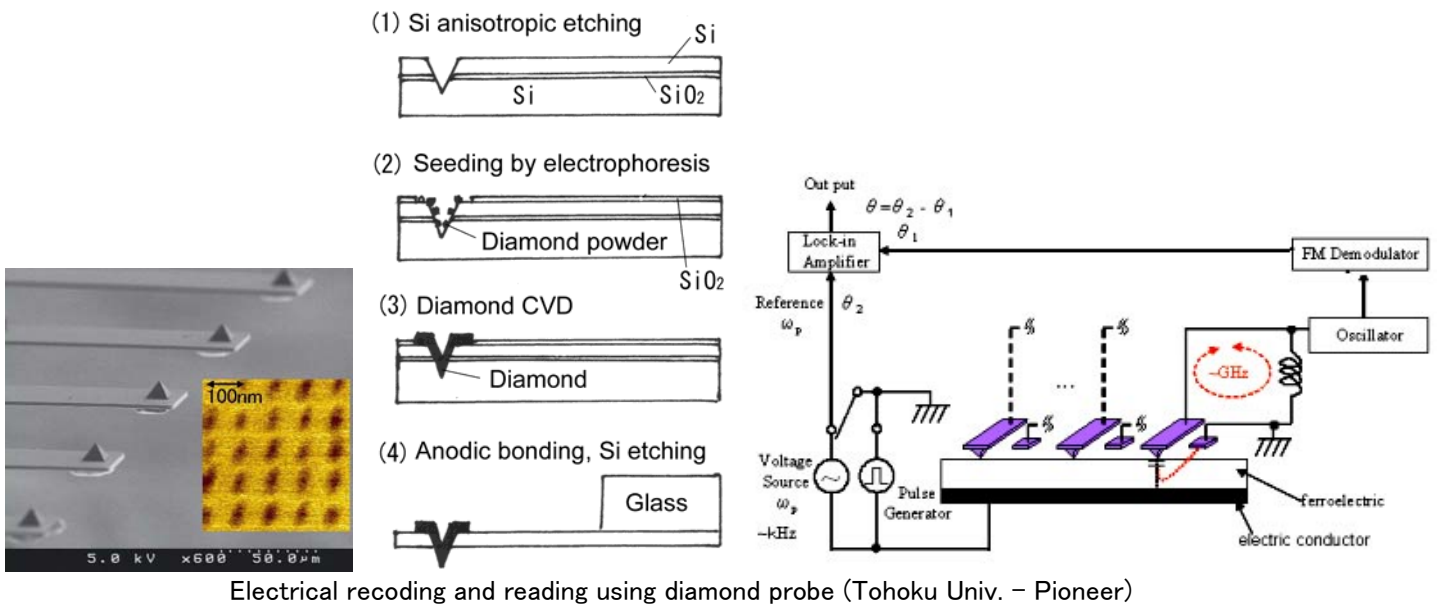 (1) Si anisotropic etching
Si
Si
SiO2
(2) Seeding by electrophoresis
Diamond powder
SiO2
(3) Diamond CVD
Diamond
(4) Anodic bonding, Si etching
Glass
100nm
5.0 kV x600 50.0μm
Out put
θ=θ2 - θ1
θ1
Lock-in
Amplifier
FM Demodulator
Reference
ωp
θ2
Oscillator
~GHz
...
Voltage
Source
ωp
~kHz
Pulse
Generator
ferroelectric
electric conductor
Electrical recoding and reading using diamond probe (Tohoku Univ. - Pioneer)